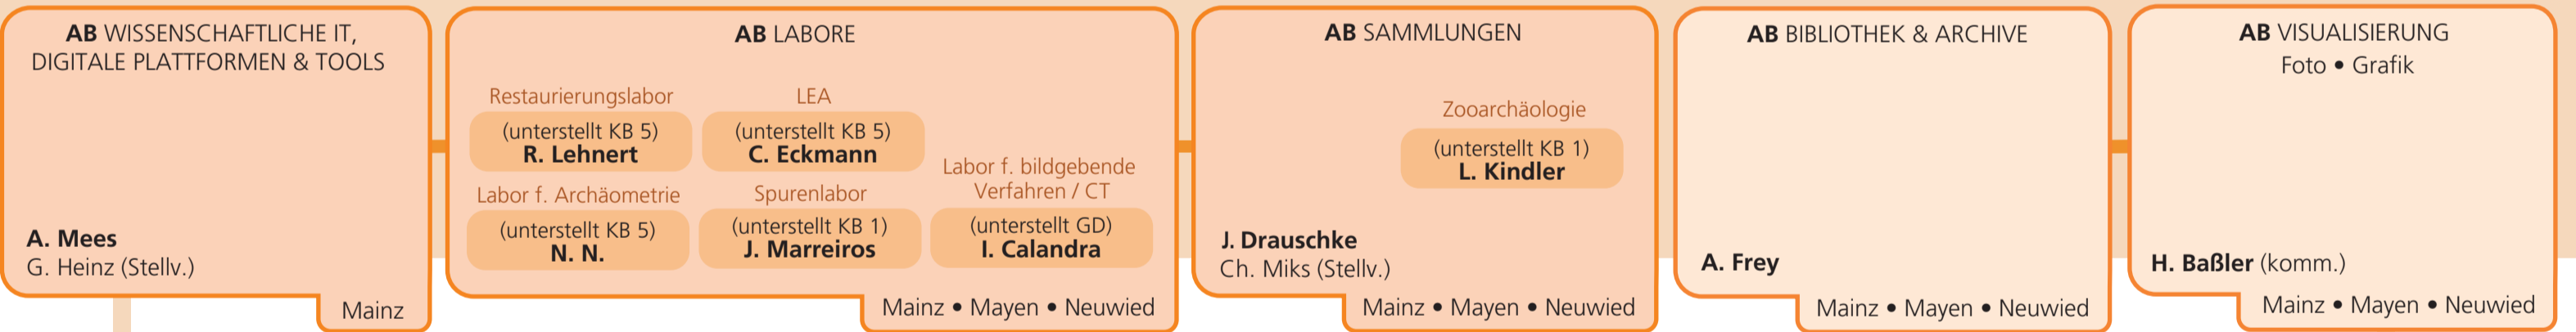 AB WISSENSCHAFTLICHE IT,
DIGITALE PLATTFORMEN & TOOLS
A. Mees
G. Heinz (Stellv.)
Mainz
AB LABORE
Restaurierungslabor
(unterstellt KB 5)
R. Lehnert
LEA
(unterstellt KB 5)
C. Eckmann
Labor f. Archäometrie
(unterstellt KB 5)
N. N.
Spurenlabor
(unterstellt KB 1)
J. Marreiros
Labor f. bildgebende
Verfahren / CT
(unterstellt GD)
I. Calandra
Mainz • Mayen • Neuwied
AB SAMMLUNGEN
Zooarchäologie
(unterstellt KB 1)
L. Kindler
J. Drauschke
Ch. Miks (Stellv.)
Mainz • Mayen • Neuwied
AB BIBLIOTHEK & ARCHIVE
A. Frey
Mainz • Mayen • Neuwied
AB VISUALISIERUNG
Foto • Grafik
H. Baßler (komm.)
Mainz • Mayen • Neuwied